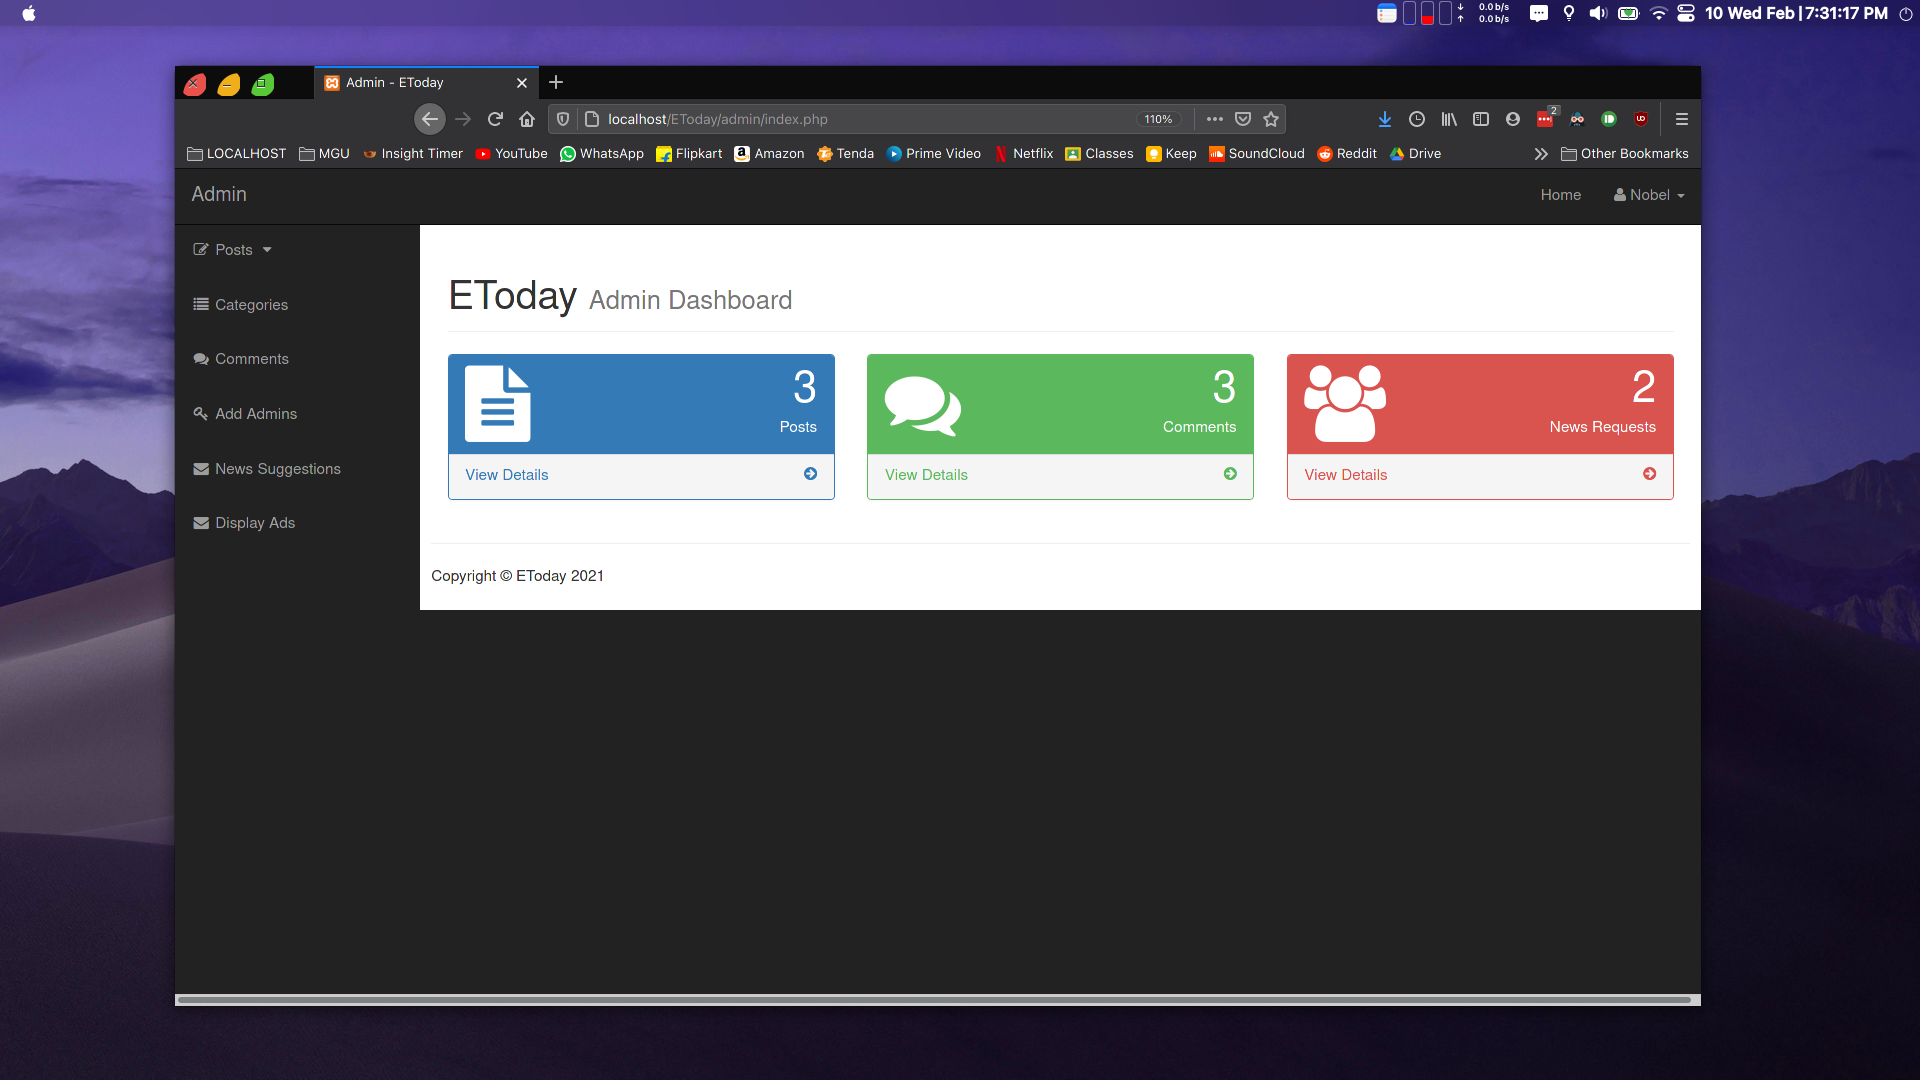 0.0 b/s
0.0 b/s
10 Wed Feb | 7:31:17 PM
Admin - EToday
localhost/EToday/admin/index.php
110%
2
LOCALHOST MGU Insight Timer YouTube WhatsApp Flipkart Amazon Tenda Prime Video Netflix Classes Keep SoundCloud Reddit Drive Other Bookmarks
Admin
Home
Nobel
Posts
Categories
Comments
Add Admins
News Suggestions
Display Ads
EToday Admin Dashboard
3
Posts
View Details
3
Comments
View Details
2
News Requests
View Details
Copyright © EToday 2021